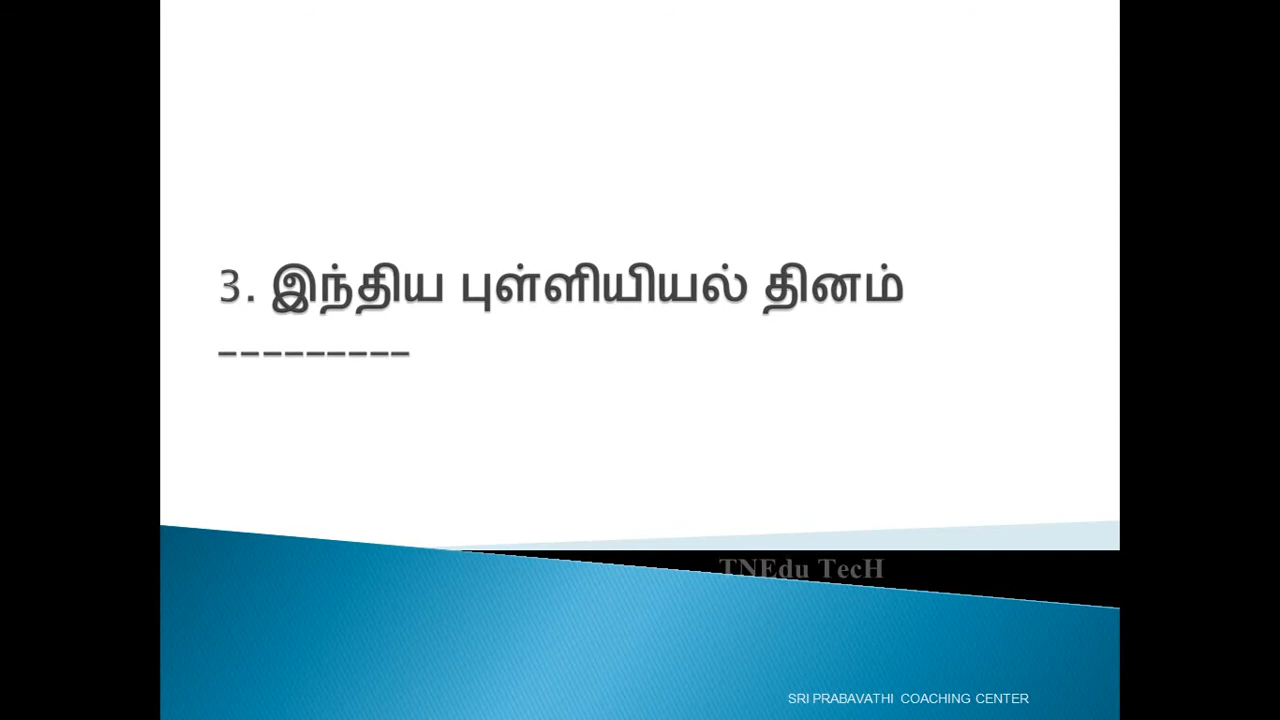 3. இந்திய புள்ளியியல் தினம்
---------
TNEdu TecH
SRI PRABAVATHI COACHING CENTER